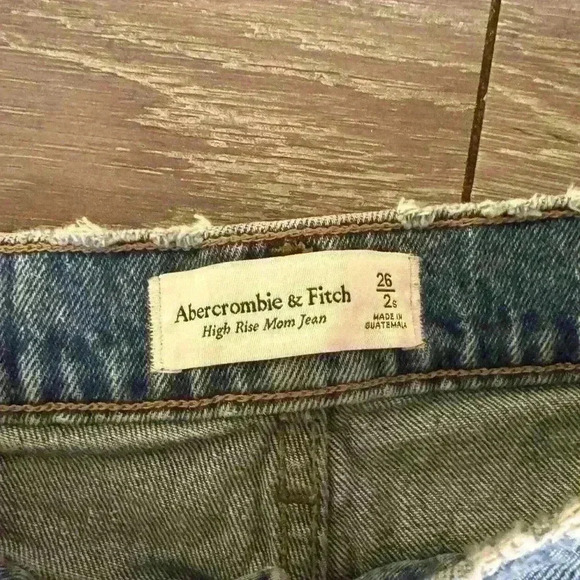 Abercrombie & Fitch
High Rise Mom Jean
26
2s
MADE IN
GUATEMALA